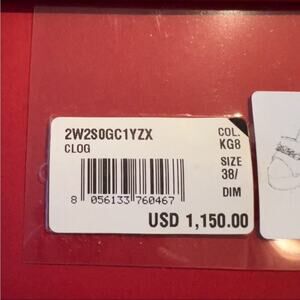 2W2S0GC1YZX
CLOG
COL.
KG8
SIZE
38/
DIM
8 056133 760467
USD 1,150.00